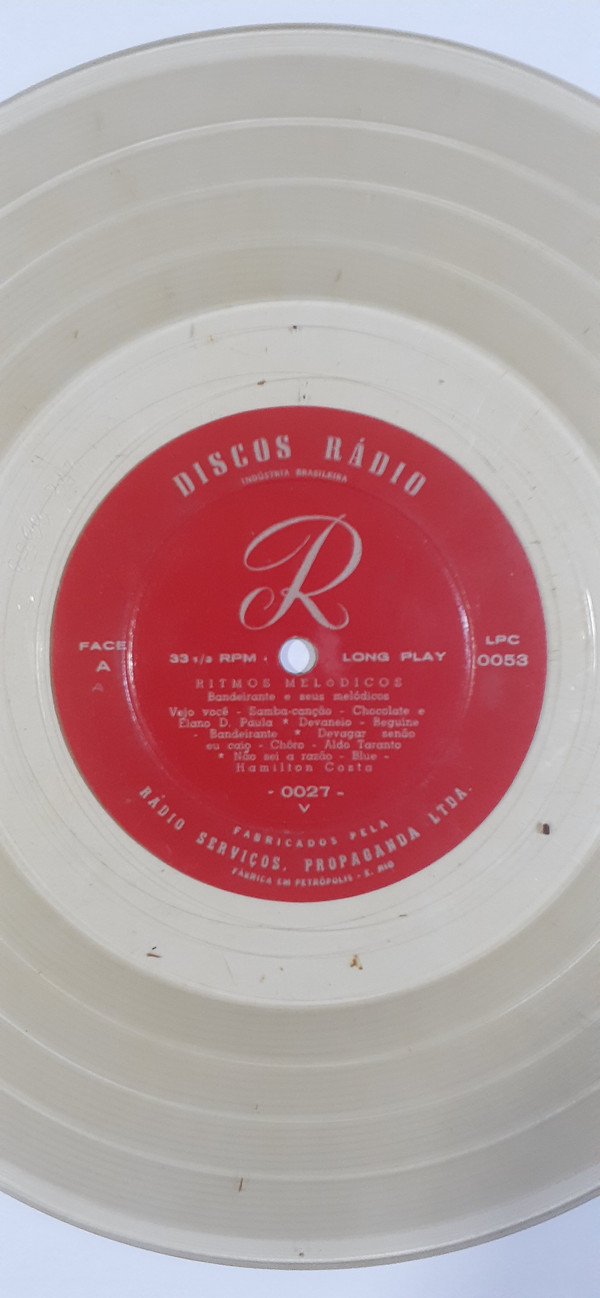 DISCOS RÁDIO
INDÚSTRIA BRASILEIRA
R
FACE
A
A
33 1/3 RPM · LONG PLAY
LPC
0053
RITMOS MELÓDICOS
Bandeirante e seus melódicos
Vejo você - Samba-canção - Chocolate e
Élano D. Paula * Devaneio - Beguine
- Bandeirante * Devagar senão
eu caio - Chôro - Aldo Taranto
* Não sei a razão - Blue -
Hamilton Costa
- 0027 -
V
FABRICADOS PELA
RÁDIO SERVIÇOS, PROPAGANDA LTDA.
FÁBRICA EM PETRÓPOLIS - E. RIO